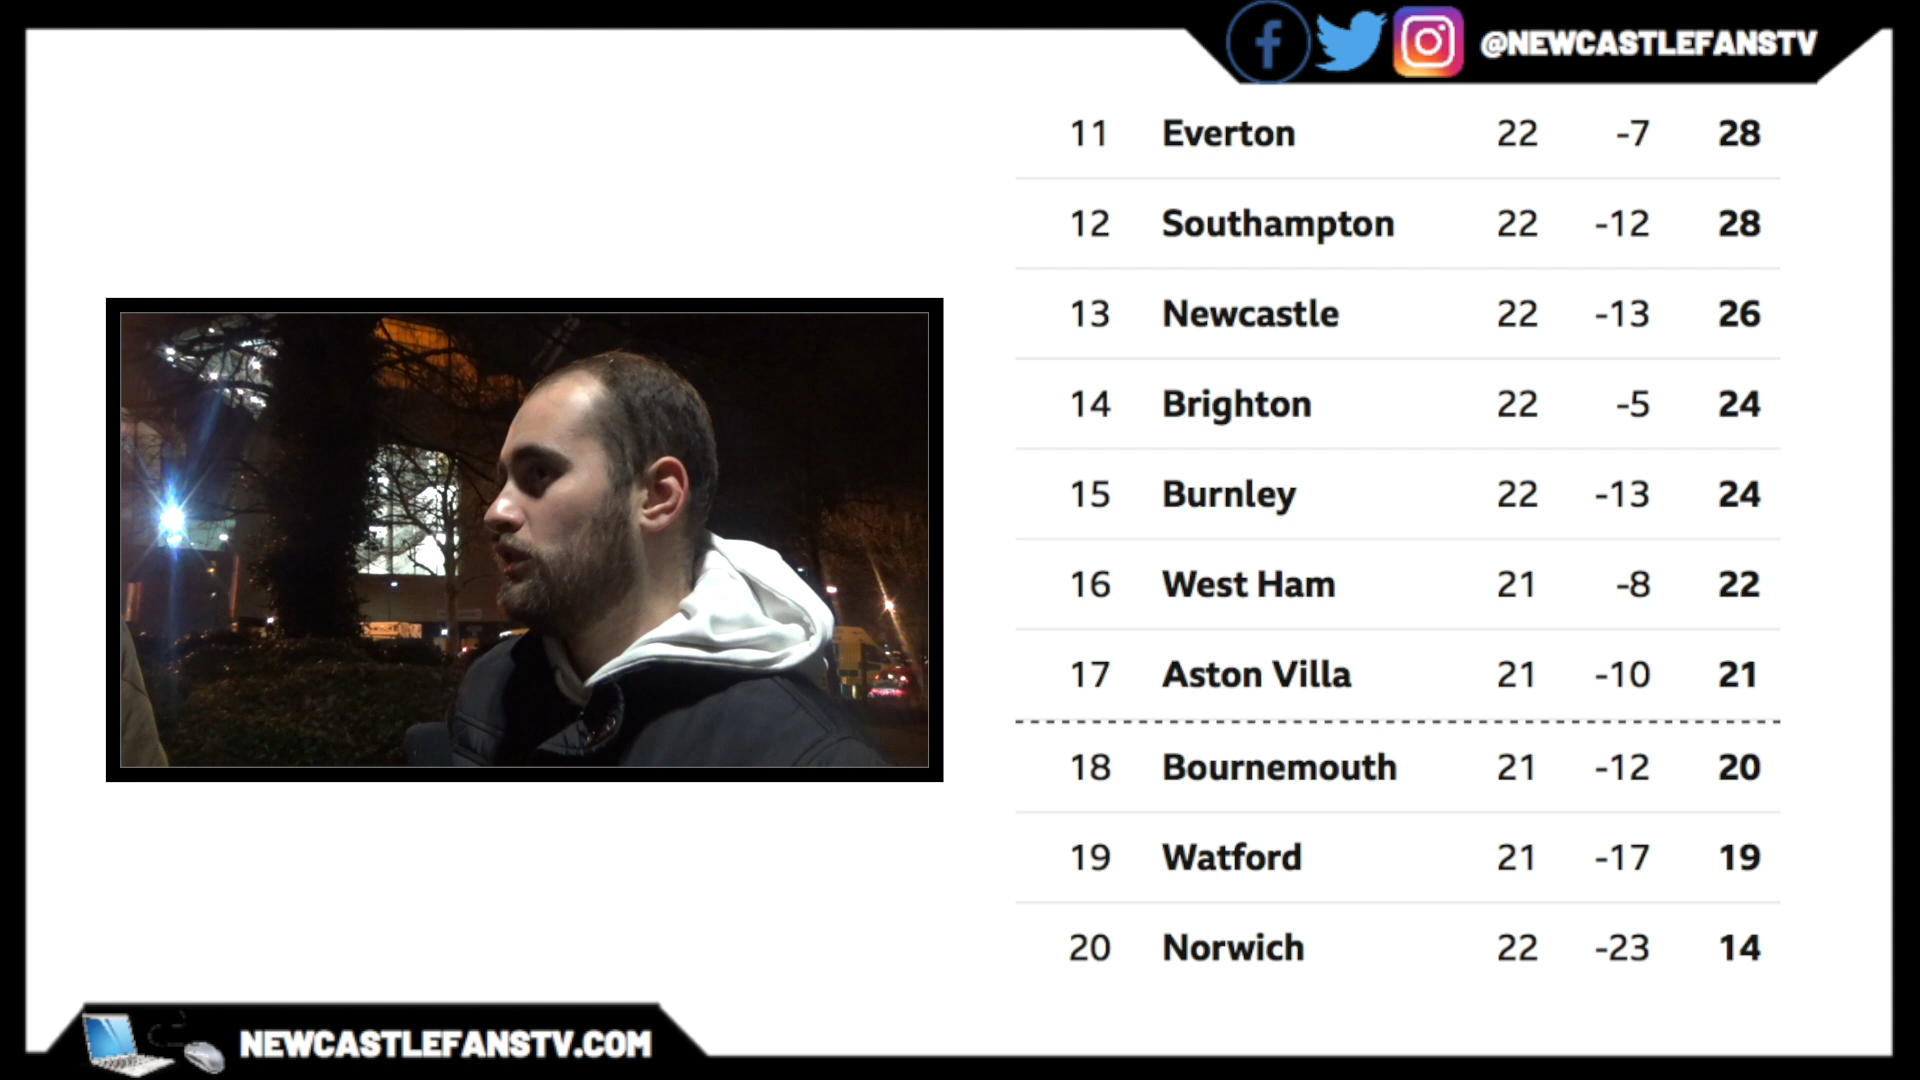 @NEWCASTLEFANSTV
11 Everton 22 -7 28
12 Southampton 22 -12 28
13 Newcastle 22 -13 26
14 Brighton 22 -5 24
15 Burnley 22 -13 24
16 West Ham 21 -8 22
17 Aston Villa 21 -10 21
18 Bournemouth 21 -12 20
19 Watford 21 -17 19
20 Norwich 22 -23 14
NEWCASTLEFANSTV.COM